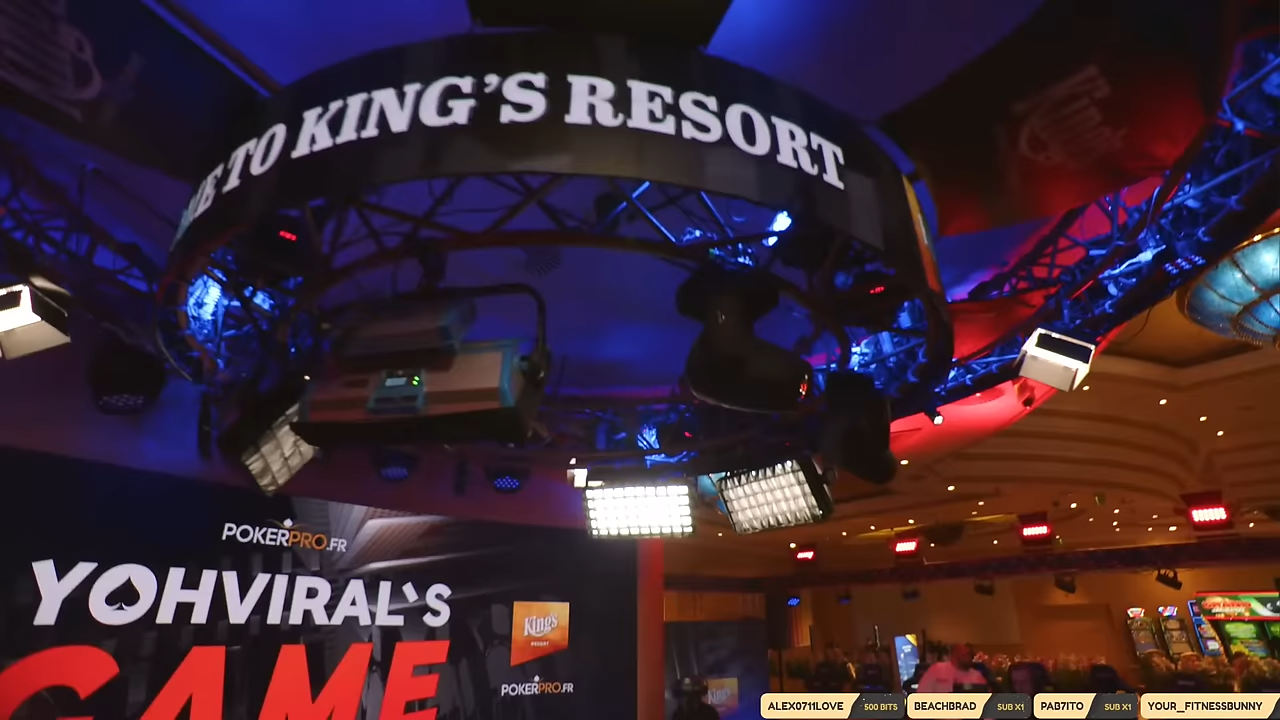 TO KING'S RESORT
POKERPRO.FR
YOHVIRAL'S
GAME
King's
RESORT
POKERPRO.FR
King's
ALEX0711LOVE 500 BITS BEACHBRAD SUB X1 PAB7ITO SUB X1 YOUR_FITNESSBUNNY